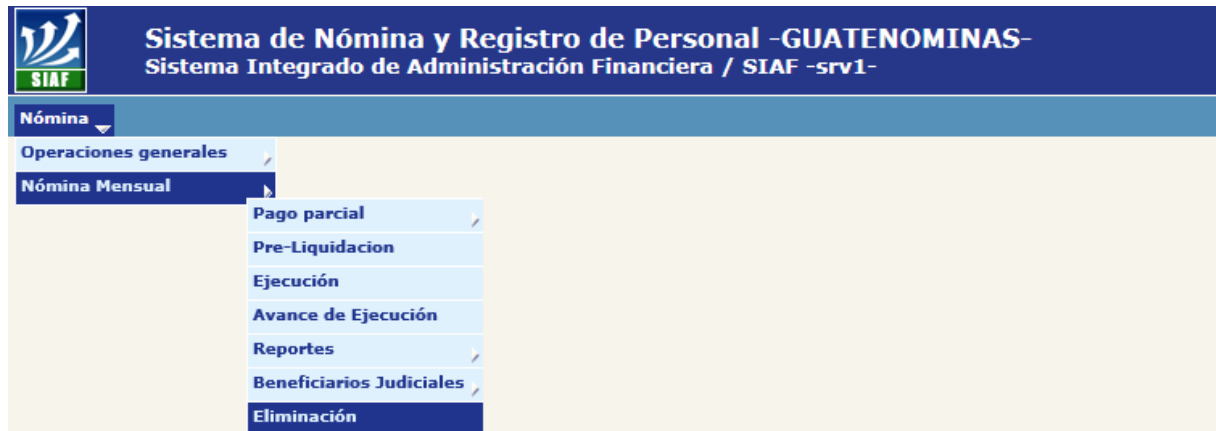 SIAF
Sistema de Nómina y Registro de Personal -GUATENOMINAS-
Sistema Integrado de Administración Financiera / SIAF -srv1-
Nómina
Operaciones generales
Nómina Mensual
Pago parcial
Pre-Liquidacion
Ejecución
Avance de Ejecución
Reportes
Beneficiarios Judiciales
Eliminación